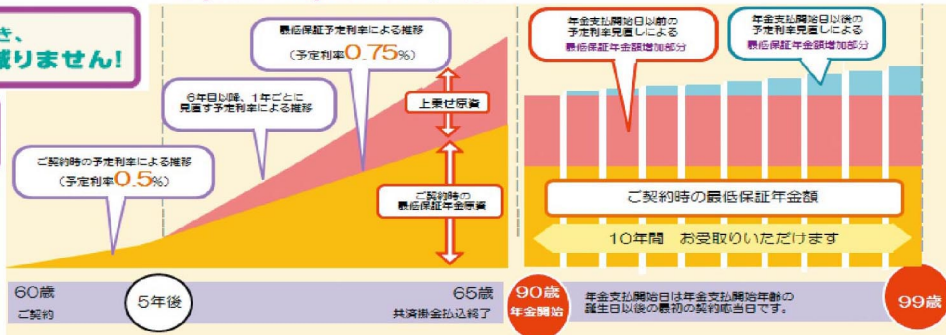 き、
減りません!
最低保証予定利率による推移
(予定利率0.75%)
6年目以降、1年ごとに
見直す予定利率による推移
ご契約時の予定利率による推移
(予定利率0.5%)
上乗せ原資
ご契約時の
最低保証年金原資
年金支払開始日以前の
予定利率見直しによる
最低保証年金額増加部分
年金支払開始日以後の
予定利率見直しによる
最低保証年金額増加部分
ご契約時の最低保証年金額
10年間 お受取りいただけます
60歳
ご契約
5年後
65歳
共済掛金払込終了
90歳
年金開始
年金支払開始日は年金支払開始年齢の
誕生日以後の最初の契約応当日です。
99歳